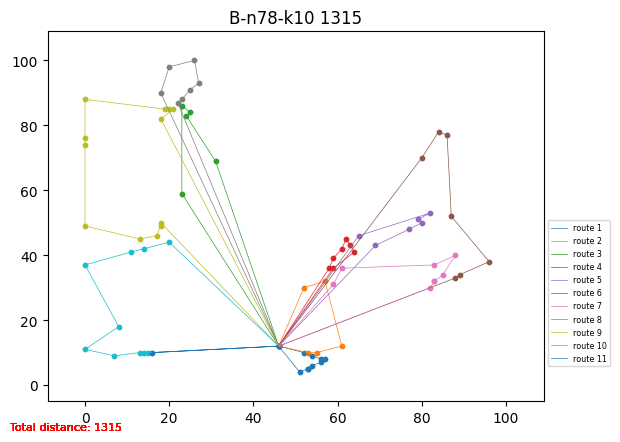 B-n78-k10 1315
100
80
60
40
20
0
0 20 40 60 80 100
route 1
route 2
route 3
route 4
route 5
route 6
route 7
route 8
route 9
route 10
route 11
Total distance: 1315